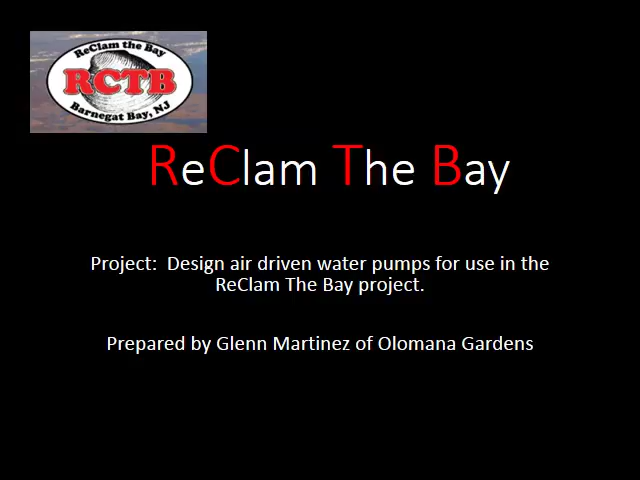 ReClam the Bay
RCTB
Barnegat Bay, NJ
ReClam The Bay
Project:  Design air driven water pumps for use in the
ReClam The Bay project.
Prepared by Glenn Martinez of Olomana Gardens